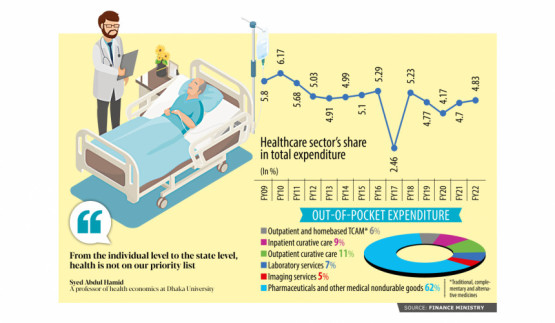 6.17
5.8
5.68
5.03
4.91
4.99
5.1
5.29
2.46
5.23
4.77
4.17
4.7
4.83
Healthcare sector's share
in total expenditure
(In %)
FY09
FY10
FY11
FY12
FY13
FY14
FY15
FY16
FY17
FY18
FY19
FY20
FY21
FY22
OUT-OF-POCKET EXPENDITURE
Outpatient and homebased TCAM* 6%
Inpatient curative care 9%
Outpatient curative care 11%
Laboratory services 7%
Imaging services 5%
Pharmaceuticals and other medical nondurable goods 62%
*Traditional, comple-
mentary and alterna-
tive medicines
From the individual level to the state level,
health is not on our priority list
Syed Abdul Hamid
A professor of health economics at Dhaka University
SOURCE: FINANCE MINISTRY